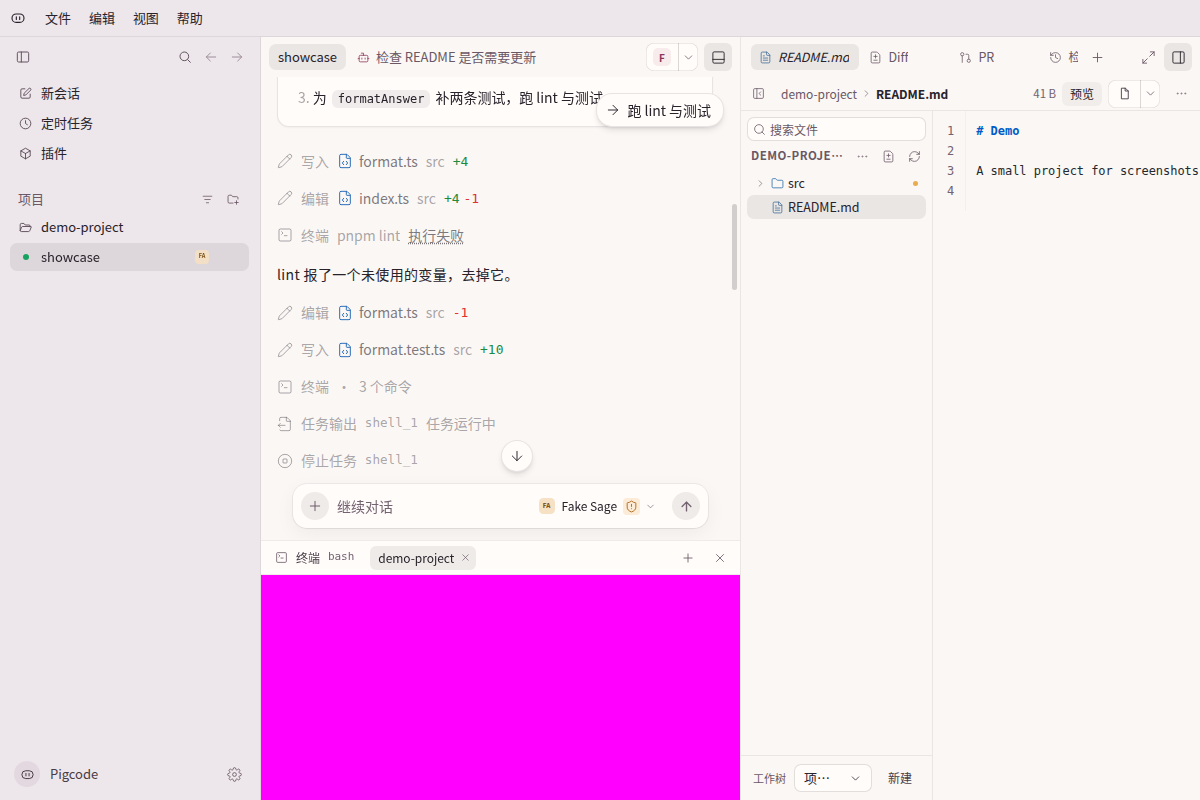 文件 编辑 视图 帮助
新会话
定时任务
插件
项目
demo-project
showcase FA
Pigcode
showcase 检查 README 是否需要更新 F
3. 为 formatAnswer 补两条测试，跑 lint 与测试
跑 lint 与测试
写入 format.ts src +4
编辑 index.ts src +4 -1
终端 pnpm lint 执行失败
lint 报了一个未使用的变量，去掉它。
编辑 format.ts src -1
写入 format.test.ts src +10
终端 · 3 个命令
任务输出 shell_1 任务运行中
停止任务 shell_1
继续对话 FA Fake Sage
终端 bash demo-project
README.md Diff PR
demo-project README.md 41 B 预览
搜索文件
DEMO-PROJE…
src
README.md
1 # Demo
2
3 A small project for screenshots
4
工作树 项… 新建